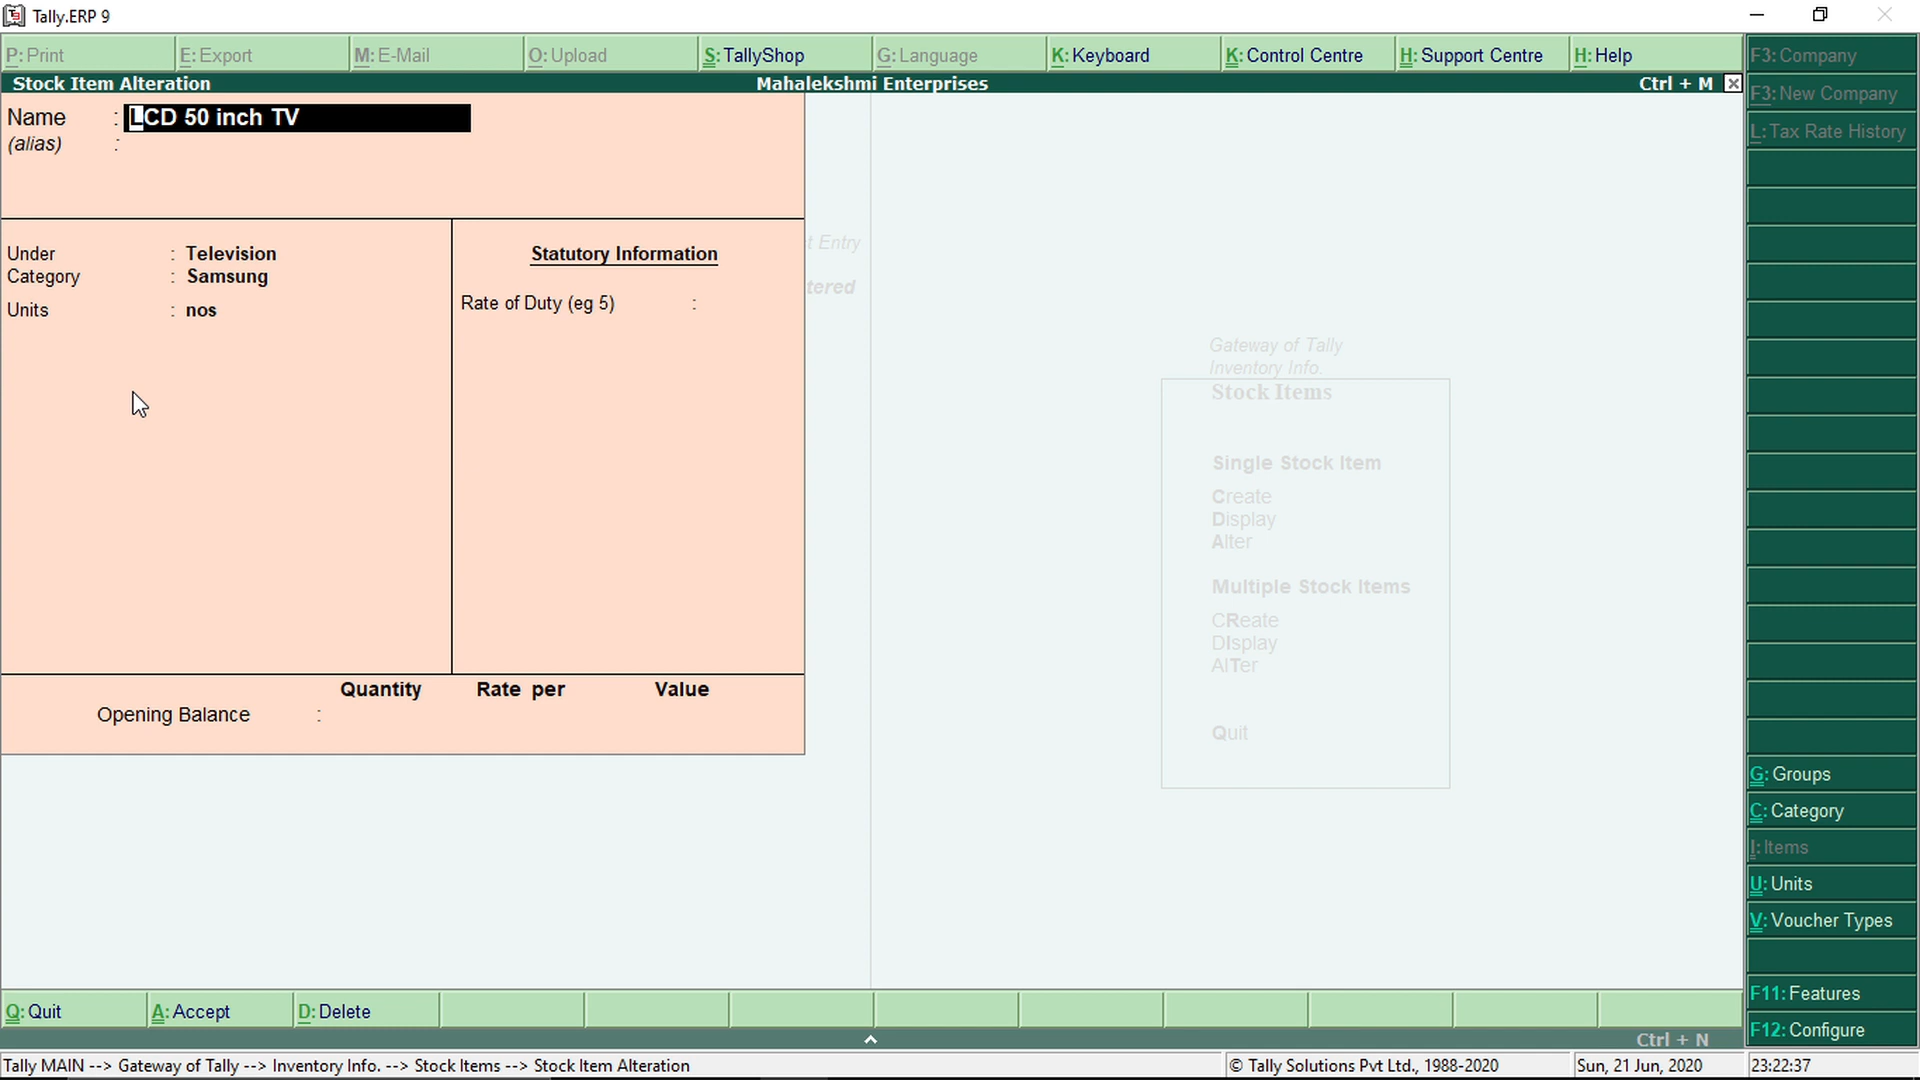 Tally.ERP 9
P: Print
E: Export
M: E-Mail
O: Upload
S: TallyShop
G: Language
K: Keyboard
K: Control Centre
H: Support Centre
H: Help
F3: Company
Stock Item Alteration
Mahalekshmi Enterprises
Ctrl + M
F3: New Company
Name : LCD 50 inch TV
L: Tax Rate History
(alias) :
Under : Television
Statutory Information
t Entry
Category : Samsung
tered
Units : nos
Rate of Duty (eg 5) :
Gateway of Tally
Inventory Info.
Stock Items
Single Stock Item
Create
Display
Alter
Multiple Stock Items
CReate
DIsplay
AlTer
Quit
Quantity Rate per Value
Opening Balance :
G: Groups
C: Category
I: Items
U: Units
V: Voucher Types
F11: Features
F12: Configure
Q: Quit
A: Accept
D: Delete
Ctrl + N
Tally MAIN --> Gateway of Tally --> Inventory Info. --> Stock Items --> Stock Item Alteration
© Tally Solutions Pvt Ltd., 1988-2020
Sun, 21 Jun, 2020
23:22:37